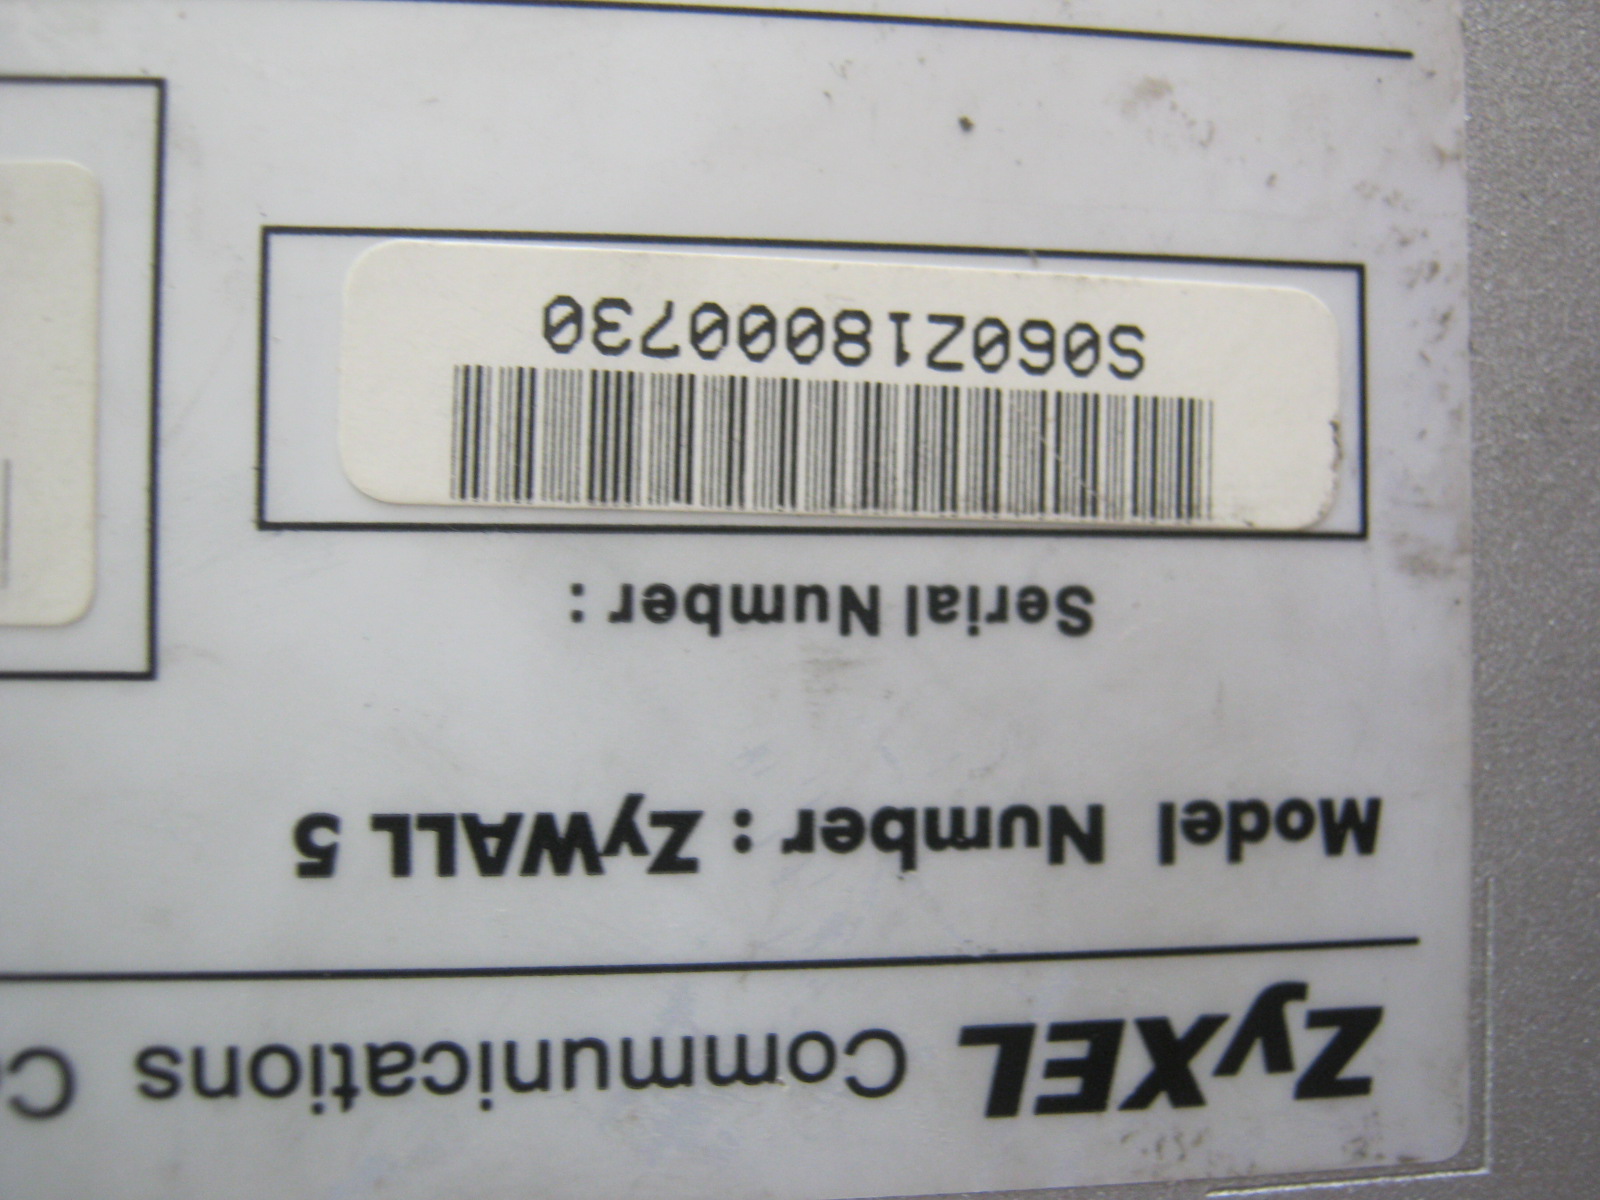 ZyXEL Communications
Model Number : ZyWALL 5
Serial Number :
S060Z18000730